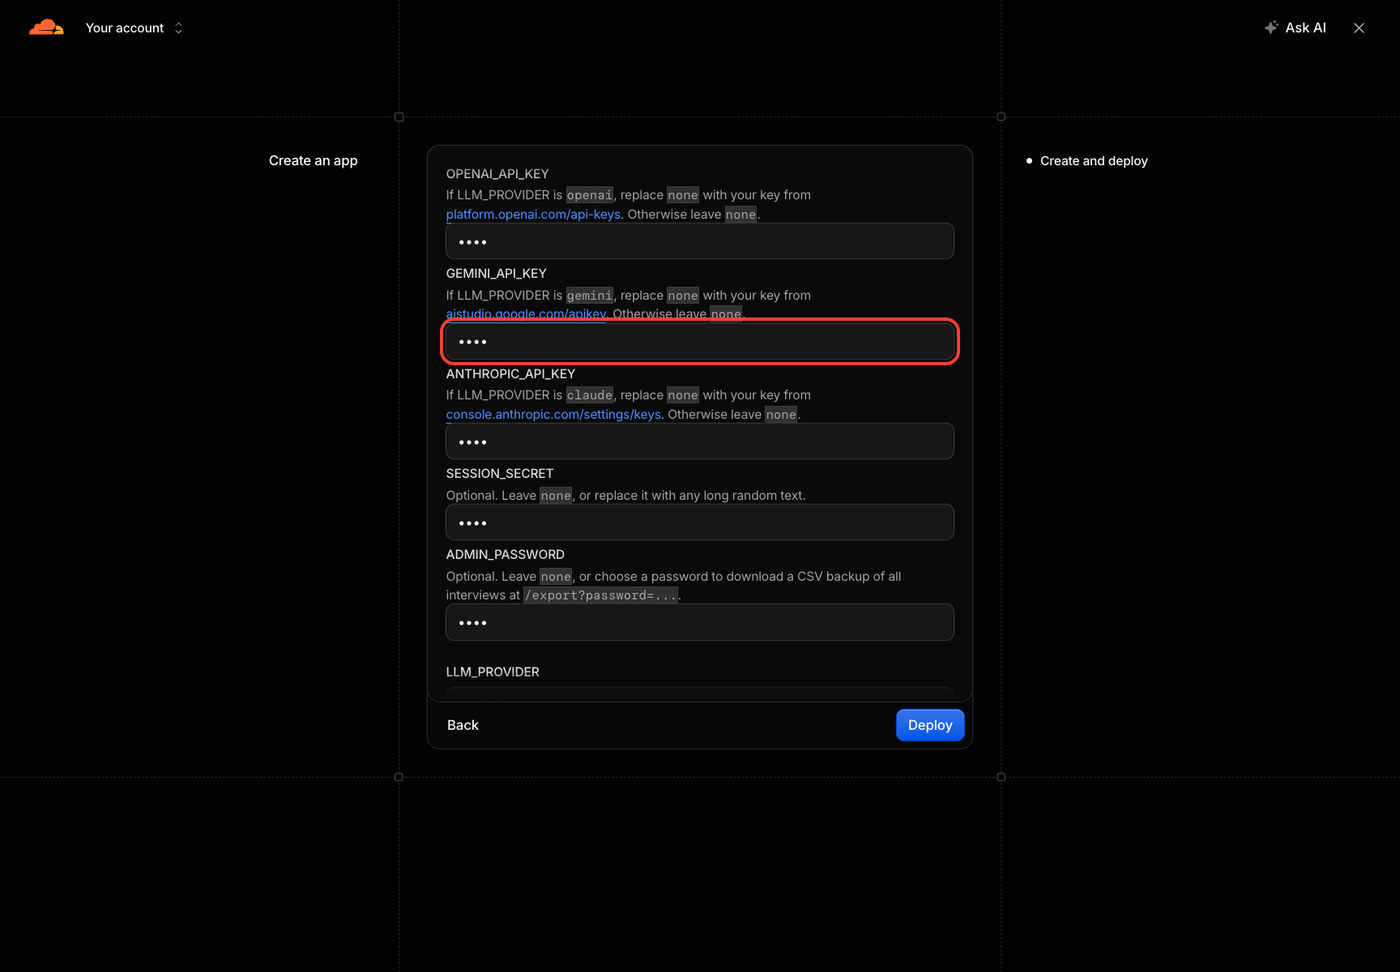 Your account
Ask AI
Create an app
Create and deploy
OPENAI_API_KEY
If LLM_PROVIDER is openai, replace none with your key from
platform.openai.com/api-keys. Otherwise leave none.
••••
GEMINI_API_KEY
If LLM_PROVIDER is gemini, replace none with your key from
aistudio.google.com/apikey. Otherwise leave none.
••••
ANTHROPIC_API_KEY
If LLM_PROVIDER is claude, replace none with your key from
console.anthropic.com/settings/keys. Otherwise leave none.
••••
SESSION_SECRET
Optional. Leave none, or replace it with any long random text.
••••
ADMIN_PASSWORD
Optional. Leave none, or choose a password to download a CSV backup of all
interviews at /export?password=....
••••
LLM_PROVIDER
Back
Deploy